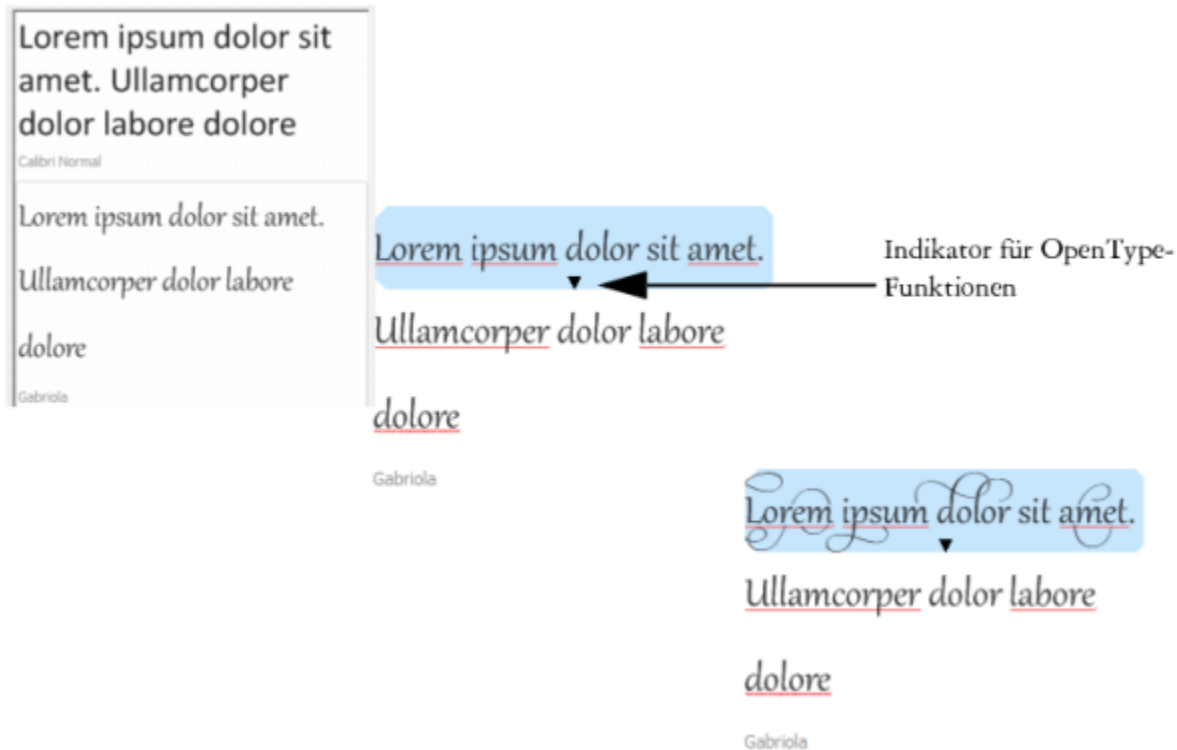 Lorem ipsum dolor sit
amet. Ullamcorper
dolor labore dolore
Calibri Normal
Lorem ipsum dolor sit amet.
Ullamcorper dolor labore
dolore
Gabriola
Lorem ipsum dolor sit amet.
Ullamcorper dolor labore
dolore
Gabriola
Indikator für OpenType-
Funktionen
Lorem ipsum dolor sit amet.
Ullamcorper dolor labore
dolore
Gabriola